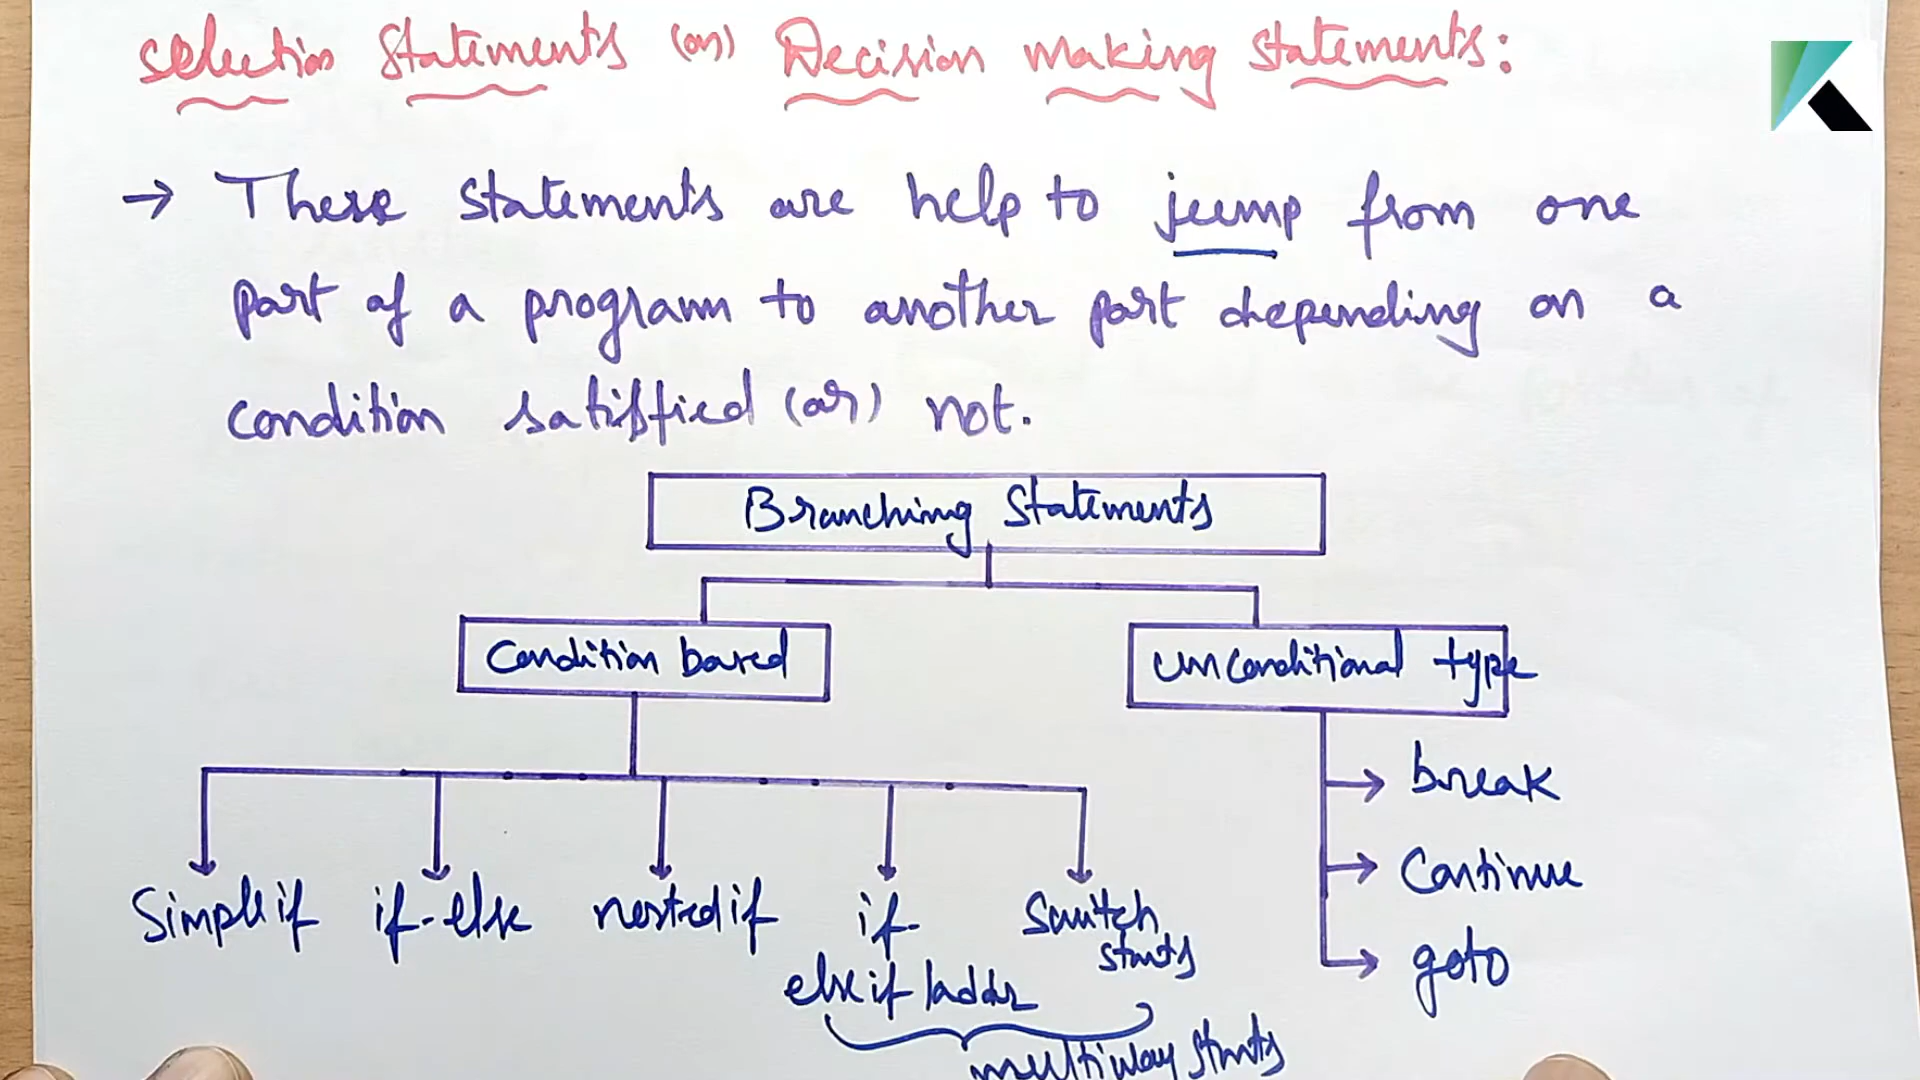 Selection Statements (or) Decision making Statements:
→ These statements are help to jump from one
part of a program to another part depending on a
condition satisfied (or) not.
Branching Statements
Condition based
unconditional type
break
Continue
goto
Simple if
if-else
nested if
if-
else if ladder
Switch
stmts
multiway stmts